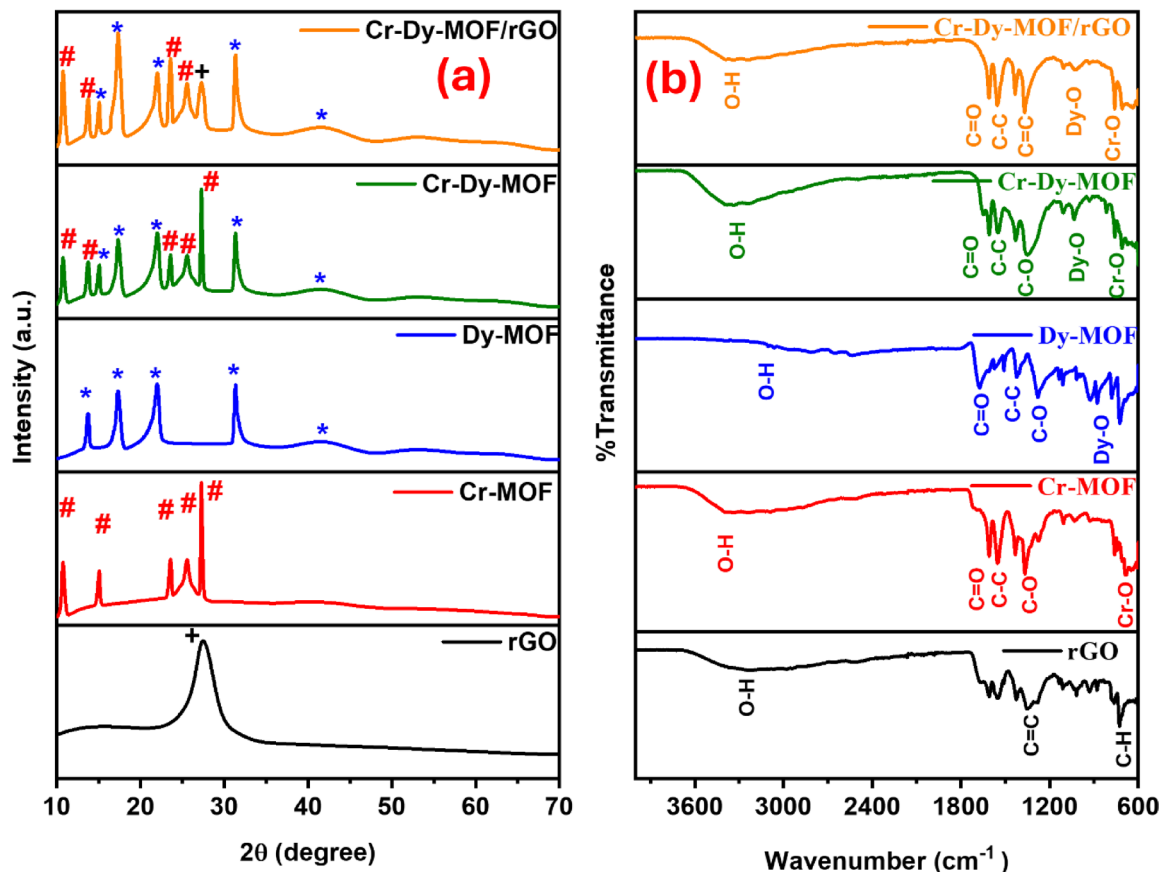 Cr-Dy-MOF/rGO
(a)
# # * * * # # + * *
Cr-Dy-MOF
# # * * * # # # * *
Dy-MOF
* * * * *
Cr-MOF
# # # # #
rGO
+
10 20 30 40 50 60 70
2θ (degree)
Intensity (a.u.)
Cr-Dy-MOF/rGO
(b)
O-H
C=O
C-C
C=C
Dy-O
Cr-O
Cr-Dy-MOF
O-H
C=O
C-C
C-O
Dy-O
Cr-O
Dy-MOF
O-H
C=O
C-C
C-O
Dy-O
Cr-MOF
O-H
C=O
C-C
C-O
Cr-O
rGO
O-H
C=C
C-H
3600 3000 2400 1800 1200 600
Wavenumber (cm⁻¹)
%Transmittance